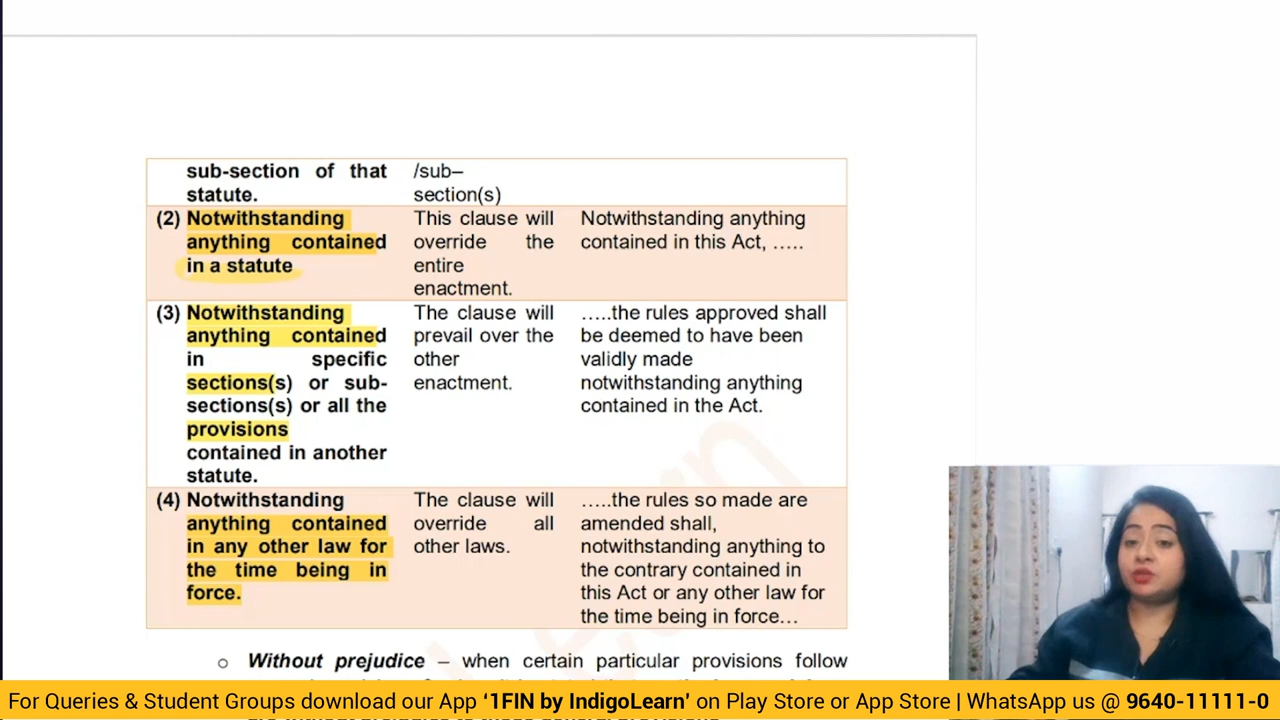 sub-section of that statute.
/sub–
section(s)
(2) Notwithstanding
anything contained
in a statute
This clause will
override the
entire
enactment.
Notwithstanding anything
contained in this Act, …..
(3) Notwithstanding
anything contained
in specific
sections(s) or sub-
sections(s) or all the
provisions
contained in another
statute.
The clause will
prevail over the
other
enactment.
…..the rules approved shall
be deemed to have been
validly made
notwithstanding anything
contained in the Act.
(4) Notwithstanding
anything contained
in any other law for
the time being in
force.
The clause will
override all
other laws.
…..the rules so made are
amended shall,
notwithstanding anything to
the contrary contained in
this Act or any other law for
the time being in force…
o Without prejudice – when certain particular provisions follow
For Queries & Student Groups download our App ‘1FIN by IndigoLearn’ on Play Store or App Store | WhatsApp us @ 9640-11111-0